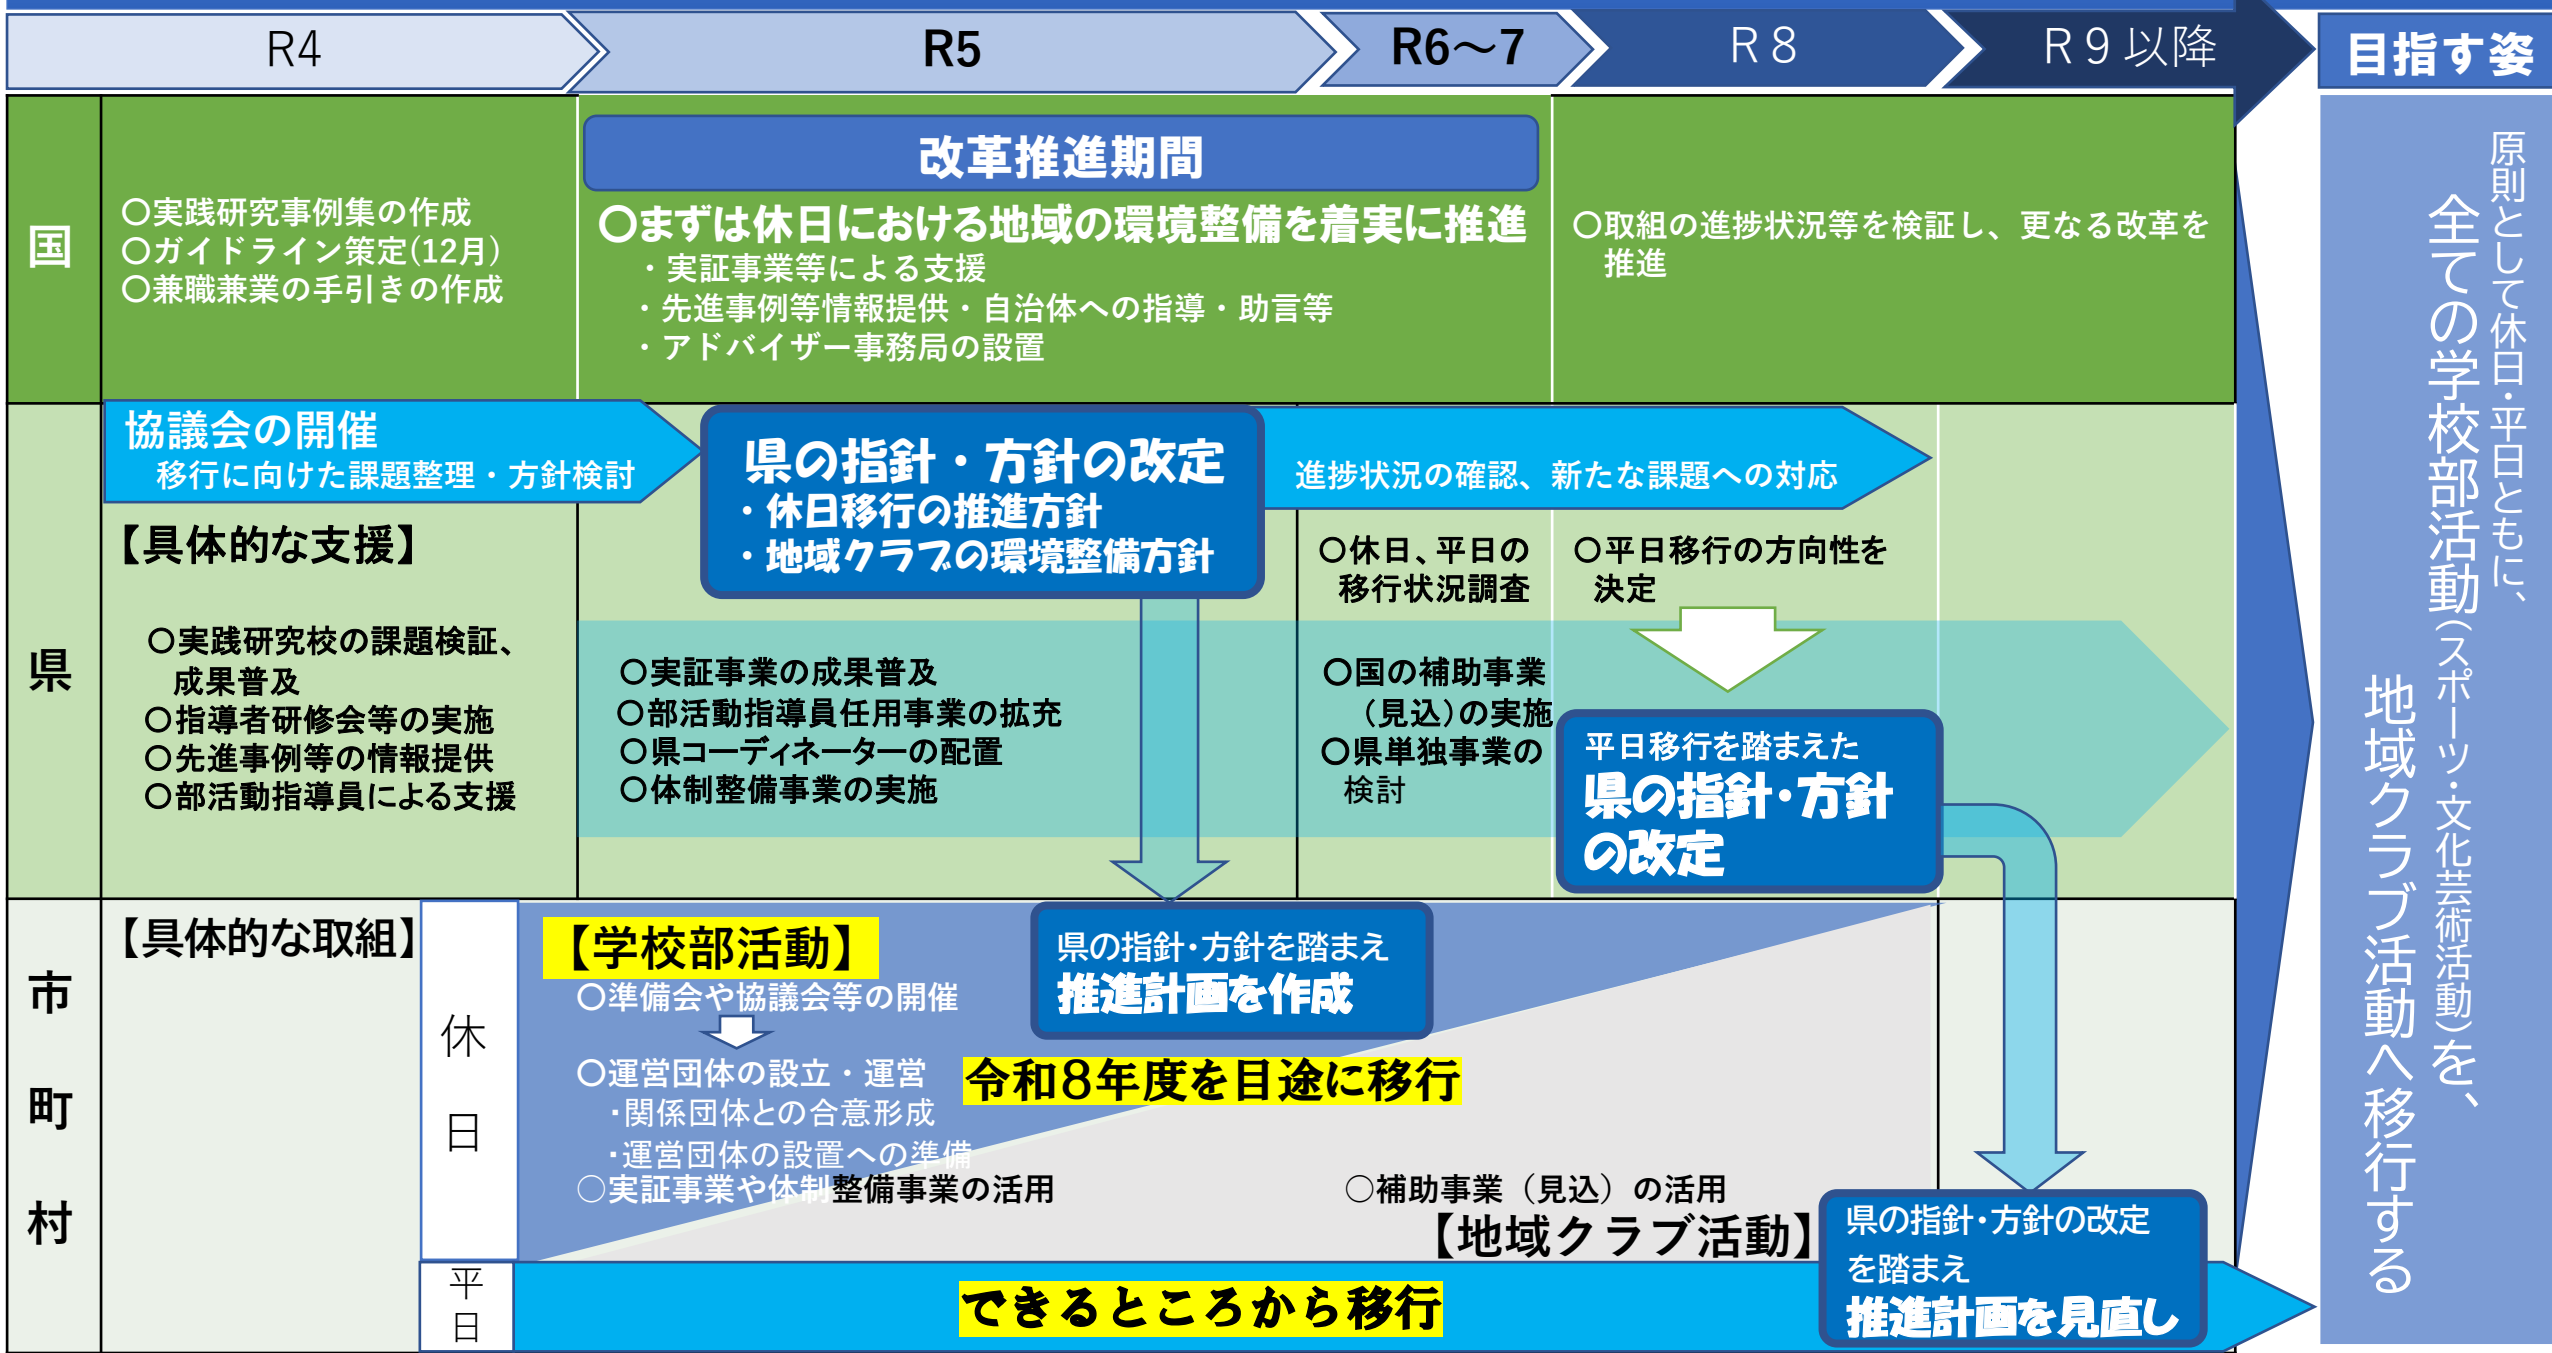 R4
R5
R6～7
R８
R９以降
目指す姿
国
〇実践研究事例集の作成
〇ガイドライン策定(12月)
〇兼職兼業の手引きの作成
改革推進期間
〇まずは休日における地域の環境整備を着実に推進
・実証事業等による支援
・先進事例等情報提供・自治体への指導・助言等
・アドバイザー事務局の設置
〇取組の進捗状況等を検証し、更なる改革を
推進
県
協議会の開催
移行に向けた課題整理・方針検討
県の指針・方針の改定
・休日移行の推進方針
・地域クラブの環境整備方針
進捗状況の確認、新たな課題への対応
【具体的な支援】
〇実践研究校の課題検証、
成果普及
〇指導者研修会等の実施
〇先進事例等の情報提供
〇部活動指導員による支援
〇実証事業の成果普及
〇部活動指導員任用事業の拡充
〇県コーディネーターの配置
〇体制整備事業の実施
〇休日、平日の
移行状況調査
〇国の補助事業
（見込）の実施
〇県単独事業の
検討
〇平日移行の方向性を
決定
平日移行を踏まえた
県の指針・方針
の改定
市町村
【具体的な取組】
休日
【学校部活動】
〇準備会や協議会等の開催
〇運営団体の設立・運営
・関係団体との合意形成
・運営団体の設置への準備
○実証事業や体制整備事業の活用
県の指針・方針を踏まえ
推進計画を作成
令和8年度を目途に移行
○補助事業（見込）の活用
【地域クラブ活動】
平日
できるところから移行
県の指針・方針の改定
を踏まえ
推進計画を見直し
原則として休日・平日ともに、
全ての学校部活動（スポーツ・文化芸術活動）を、
地域クラブ活動へ移行する